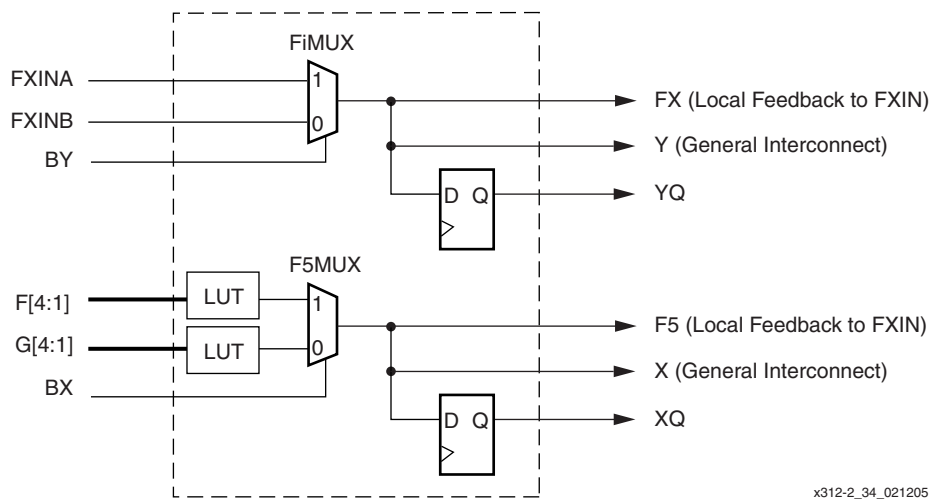 FiMUX
FXINA
1
FX (Local Feedback to FXIN)
FXINB
0
Y (General Interconnect)
BY
D Q
YQ
F5MUX
F[4:1]
LUT
1
F5 (Local Feedback to FXIN)
G[4:1]
LUT
0
X (General Interconnect)
BX
D Q
XQ
x312-2_34_021205